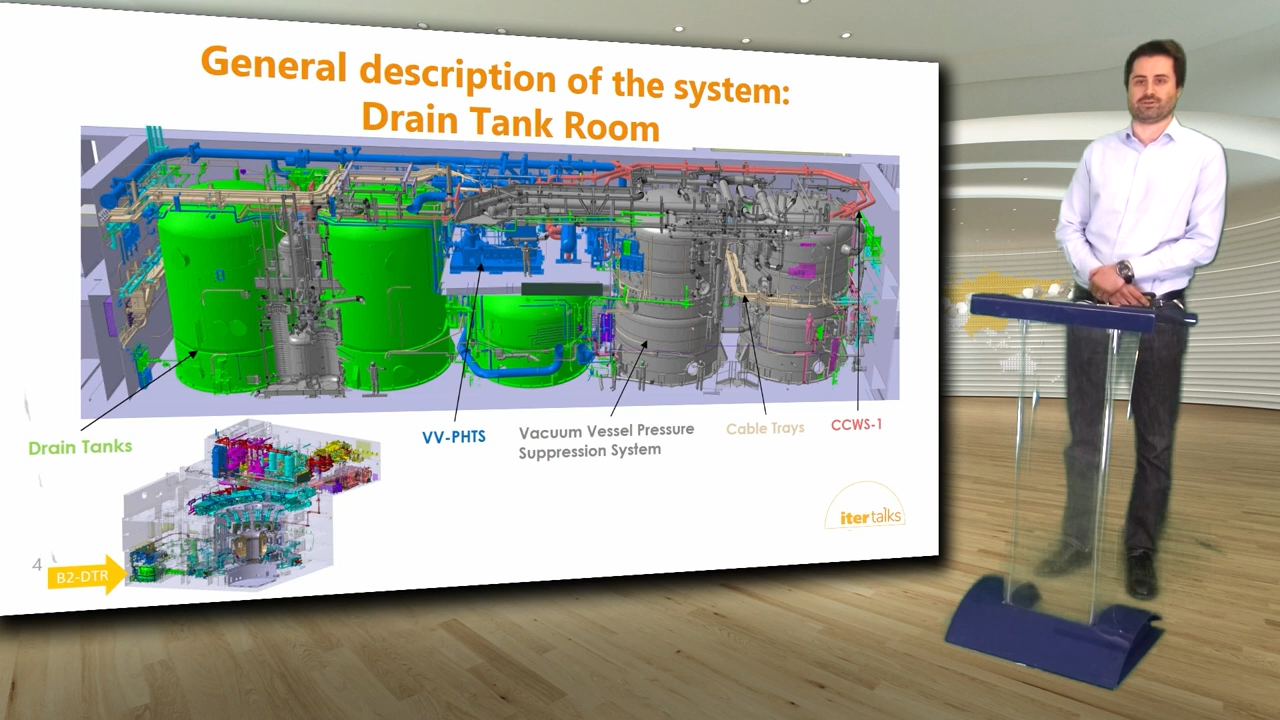 General description of the system:
Drain Tank Room
Drain Tanks
VV-PHTS
Vacuum Vessel Pressure
Suppression System
Cable Trays
CCWS-1
iter talks
4
B2-DTR